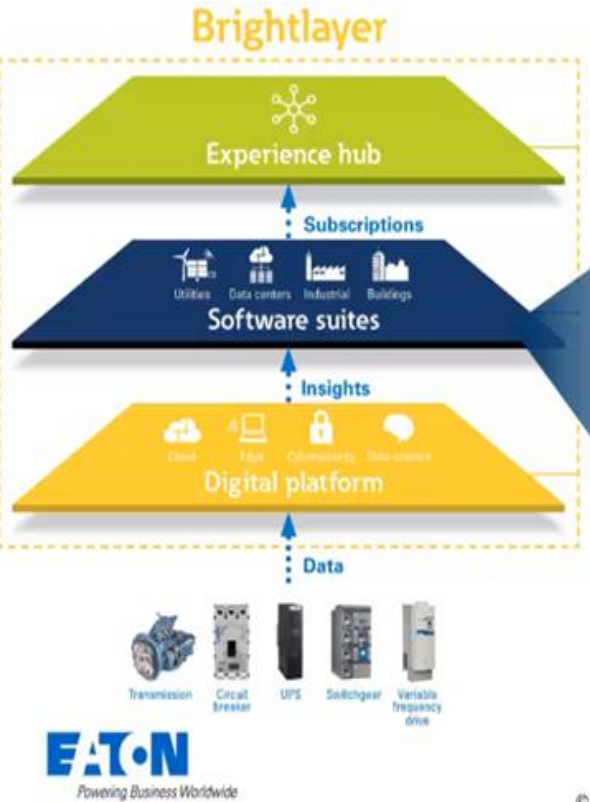 Brightlayer
Experience hub
Subscriptions
Utilities Data centers Industrial Buildings
Software suites
Insights
Cloud Edge Cybersecurity Data science
Digital platform
Data
Transmission Circuit breaker UPS Switchgear Variable frequency drive
EATON
Powering Business Worldwide
©